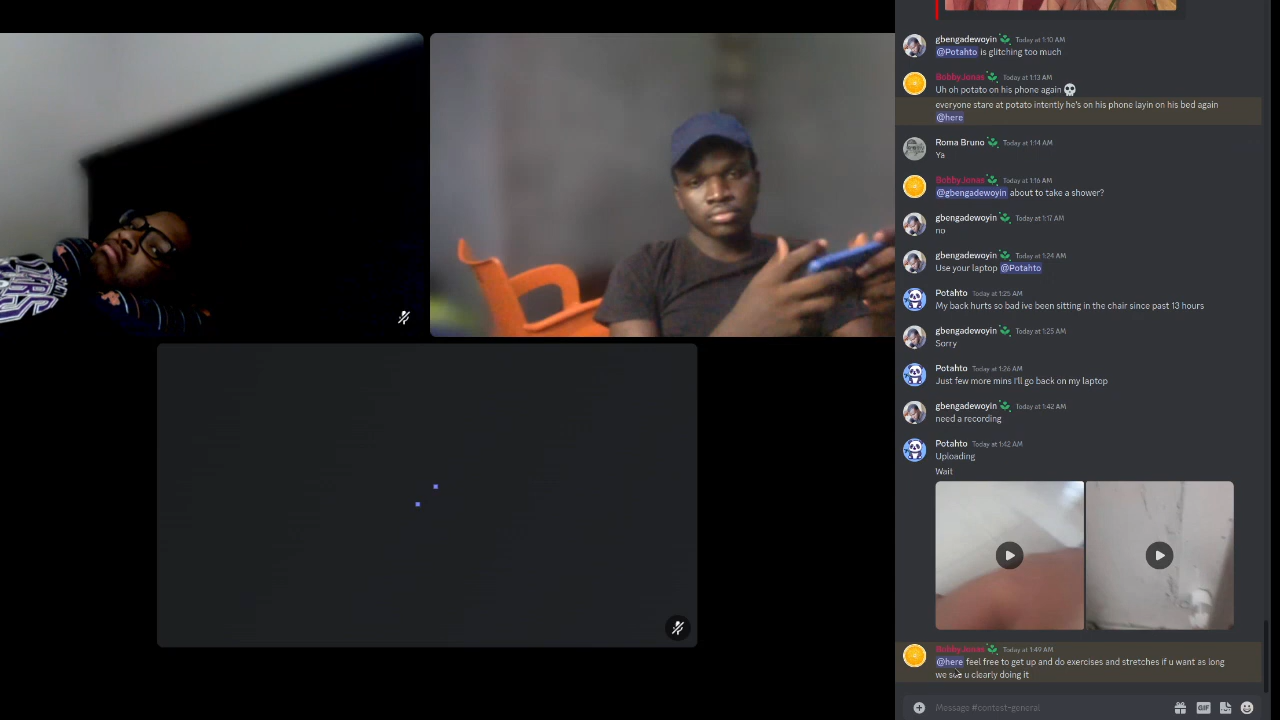 gbengadewoyin Today at 1:10 AM
@Potahto is glitching too much
BobbyJonas Today at 1:13 AM
Uh oh potato on his phone again 💀
everyone stare at potato intently he's on his phone layin on his bed again
@here
Roma Bruno Today at 1:14 AM
Ya
BobbyJonas Today at 1:16 AM
@gbengadewoyin about to take a shower?
gbengadewoyin Today at 1:17 AM
no
gbengadewoyin Today at 1:24 AM
Use your laptop @Potahto
Potahto Today at 1:25 AM
My back hurts so bad ive been sitting in the chair since past 13 hours
gbengadewoyin Today at 1:25 AM
Sorry
Potahto Today at 1:26 AM
Just few more mins I'll go back on my laptop
gbengadewoyin Today at 1:42 AM
need a recording
Potahto Today at 1:42 AM
Uploading
Wait
BobbyJonas Today at 1:49 AM
@here feel free to get up and do exercises and stretches if u want as long
we see u clearly doing it
Message #contest-general
GIF